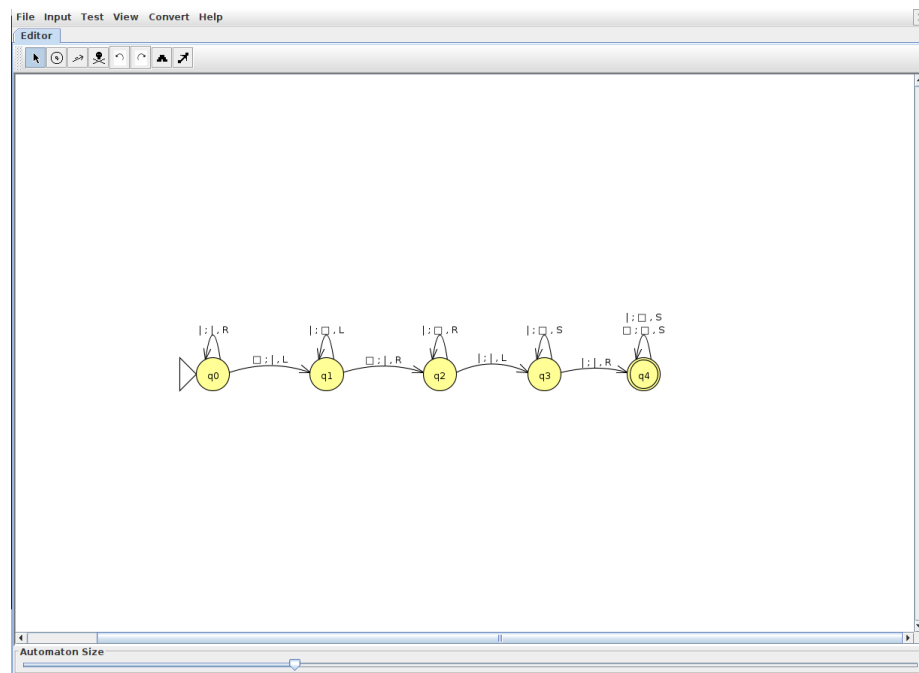 File Input Test View Convert Help
Editor
| ; □ , S
| ; | , R
| ; □ , L
| ; □ , R
| ; □ , S
□ ; □ , S
□ ; | , L
□ ; | , R
| ; | , L
| ; | , R
q0
q1
q2
q3
q4
Automaton Size